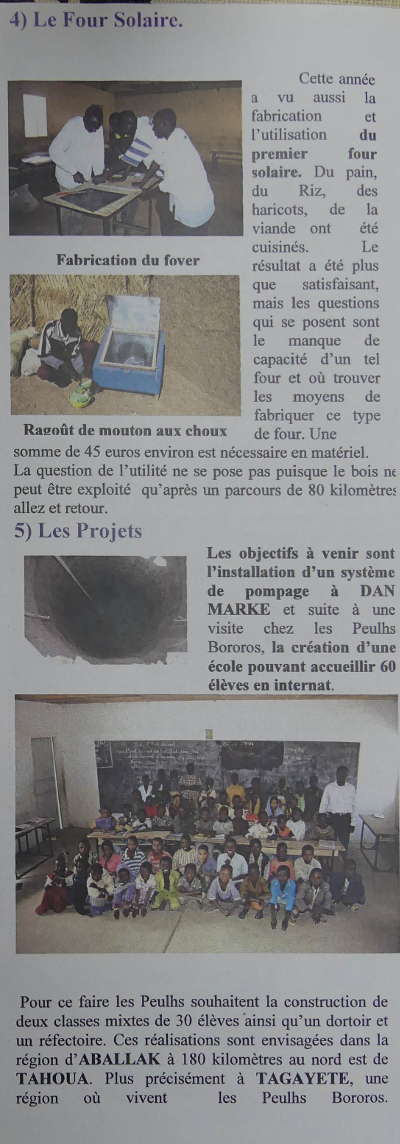 4) Le Four Solaire.
Cette année
a vu aussi la
fabrication et
l'utilisation du
premier four
solaire. Du pain,
du Riz, des
haricots, de la
viande ont été
cuisinés. Le
résultat a été plus
que satisfaisant,
mais les questions
qui se posent sont
le manque de
capacité d'un tel
four et où trouver
les moyens de
fabriquer ce type
de four. Une
Fabrication du foyer
Ragoût de mouton aux choux
somme de 45 euros environ est nécessaire en matériel.
La question de l'utilité ne se pose pas puisque le bois ne
peut être exploité qu'après un parcours de 80 kilomètres
allez et retour.
5) Les Projets
Les objectifs à venir sont
l'installation d'un système
de pompage à DAN
MARKE et suite à une
visite chez les Peulhs
Bororos, la création d'une
école pouvant accueillir 60
élèves en internat.
Pour ce faire les Peulhs souhaitent la construction de
deux classes mixtes de 30 élèves ainsi qu'un dortoir et
un réfectoire. Ces réalisations sont envisagées dans la
région d'ABALLAK à 180 kilomètres au nord est de
TAHOUA. Plus précisément à TAGAYETE, une
région où vivent les Peulhs Bororos.